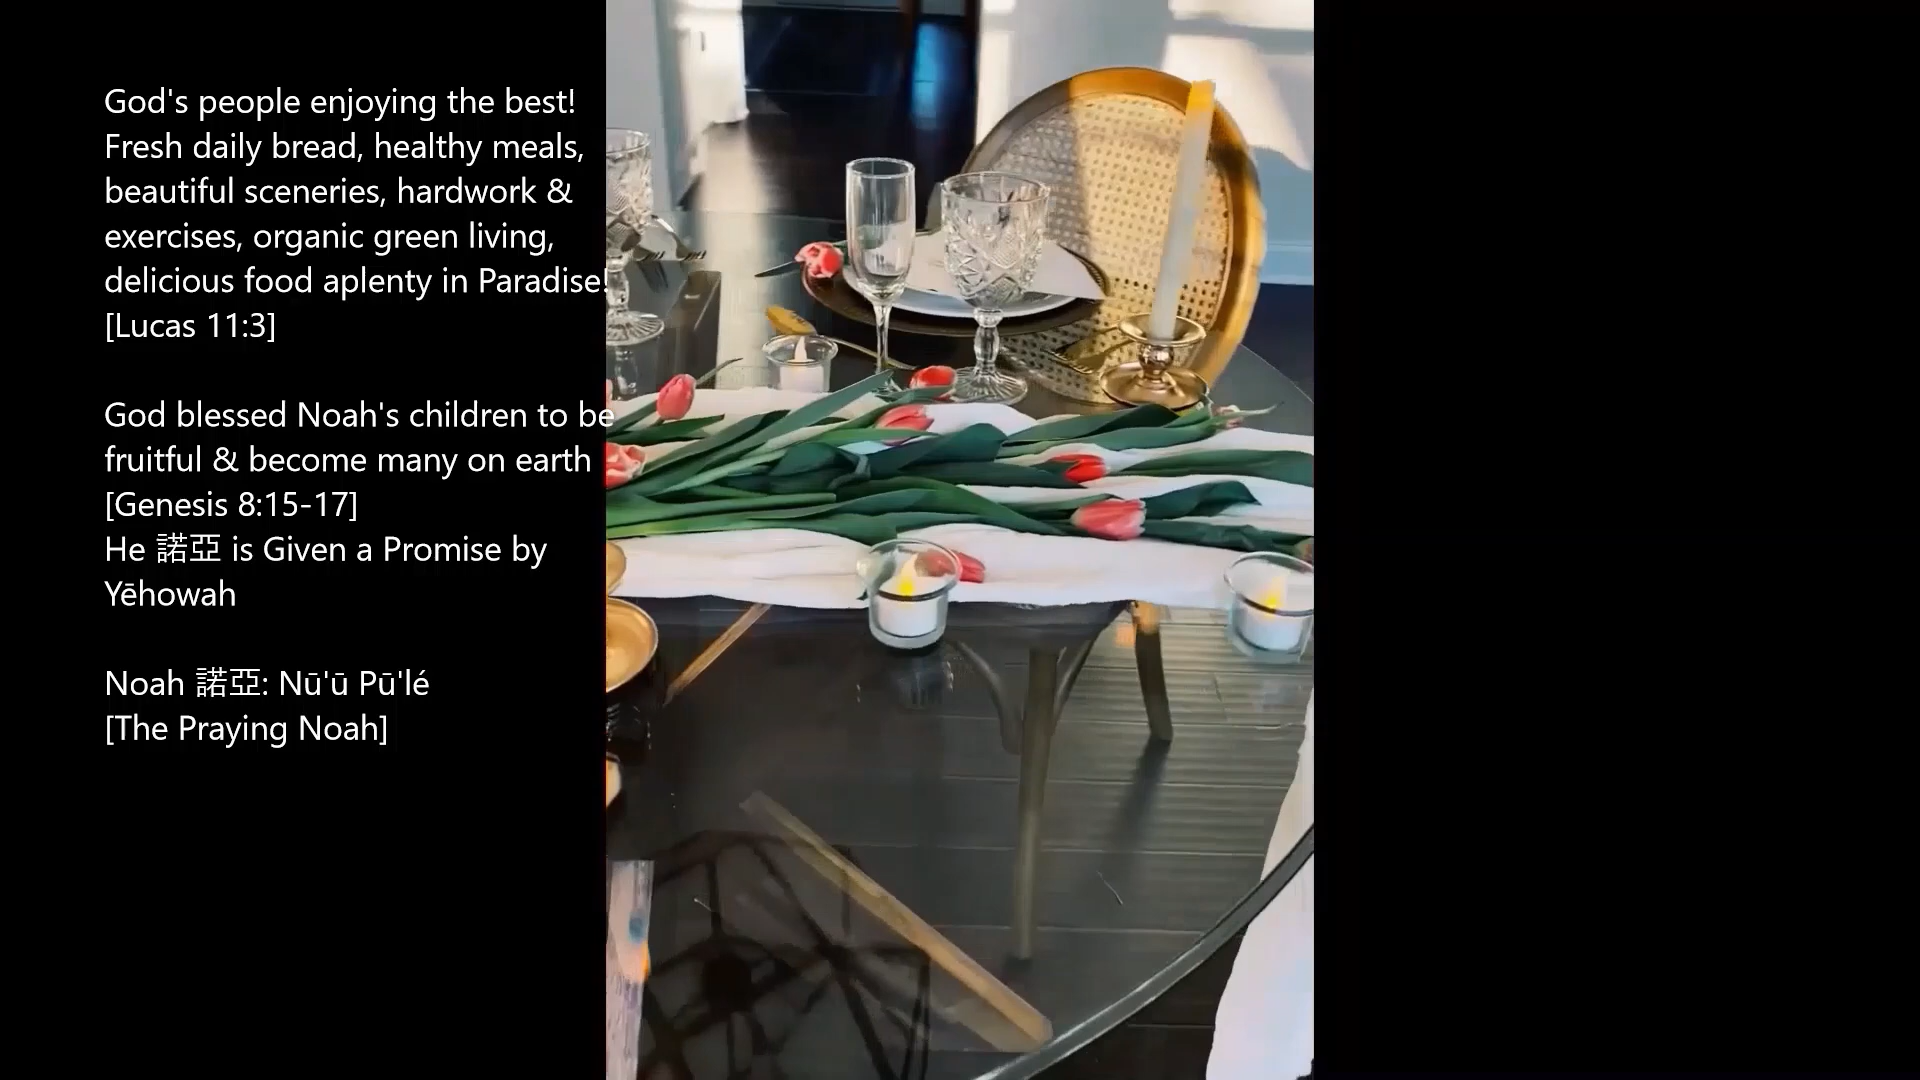 God's people enjoying the best!
Fresh daily bread, healthy meals,
beautiful sceneries, hardwork &
exercises, organic green living,
delicious food aplenty in Paradise!
[Lucas 11:3]
God blessed Noah's children to be
fruitful & become many on earth
[Genesis 8:15-17]
He 諾亞 is Given a Promise by
Yēhowah
Noah 諾亞: Nū'ū Pū'lé
[The Praying Noah]